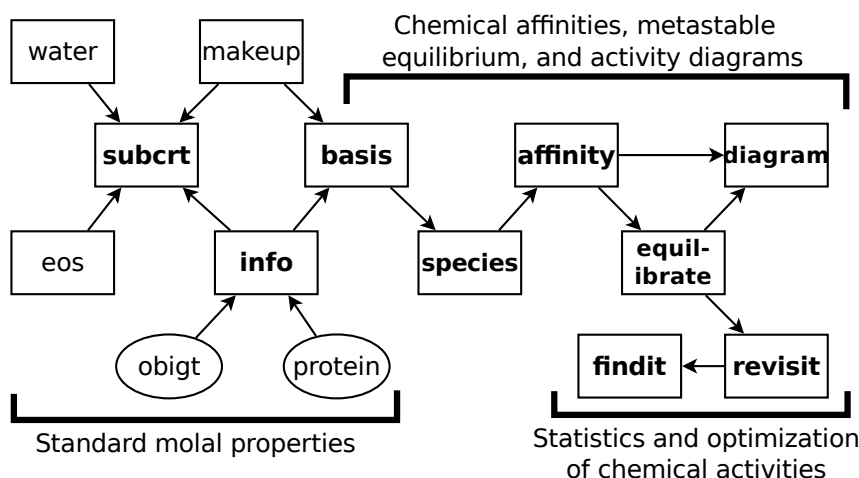 Chemical affinities, metastable
equilibrium, and activity diagrams
water
makeup
subcrt
basis
affinity
diagram
eos
info
species
equil-
ibrate
obigt
protein
findit
revisit
Standard molal properties
Statistics and optimization
of chemical activities